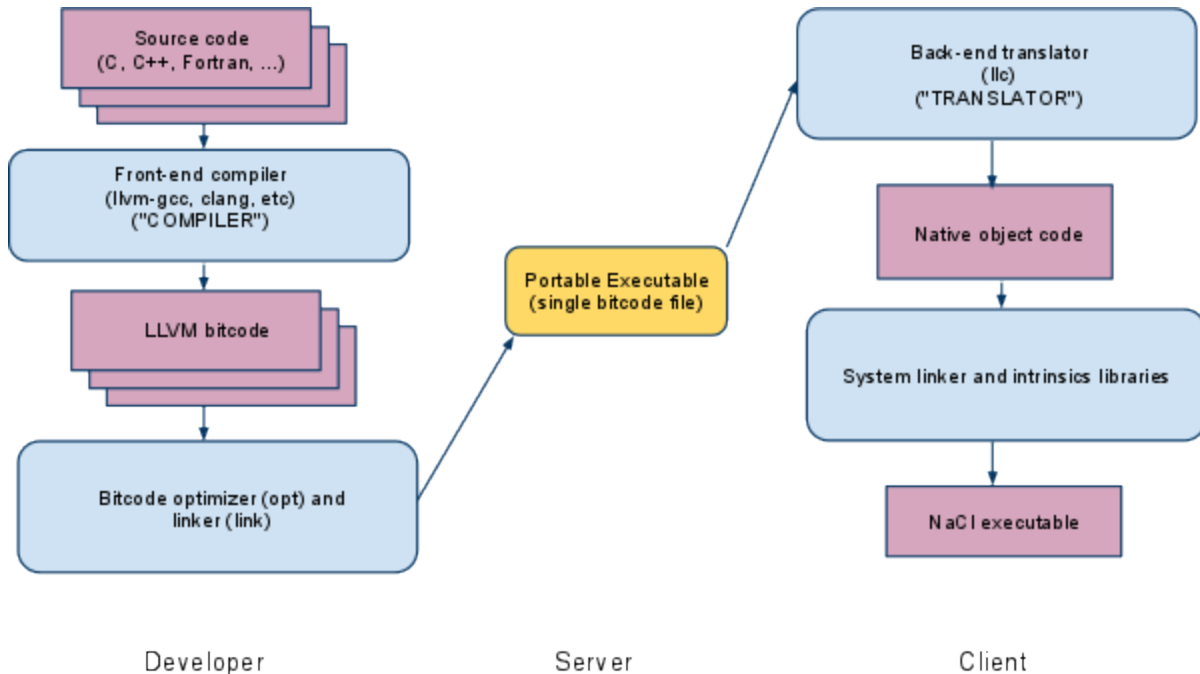 Source code
(C, C++, Fortran, ...)
Front-end compiler
(llvm-gcc, clang, etc)
("COMPILER")
LLVM bitcode
Bitcode optimizer (opt) and
linker (link)
Developer
Portable Executable
(single bitcode file)
Server
Back-end translator
(llc)
("TRANSLATOR")
Native object code
System linker and intrinsics libraries
NaCl executable
Client